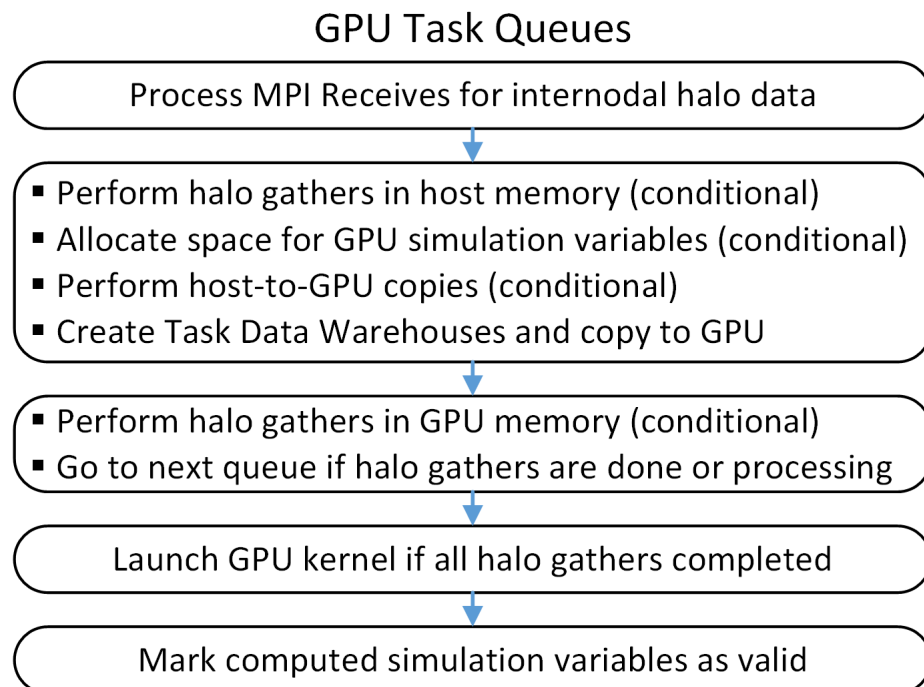 GPU Task Queues
Process MPI Receives for internodal halo data
▪ Perform halo gathers in host memory (conditional)
▪ Allocate space for GPU simulation variables (conditional)
▪ Perform host-to-GPU copies (conditional)
▪ Create Task Data Warehouses and copy to GPU
▪ Perform halo gathers in GPU memory (conditional)
▪ Go to next queue if halo gathers are done or processing
Launch GPU kernel if all halo gathers completed
Mark computed simulation variables as valid